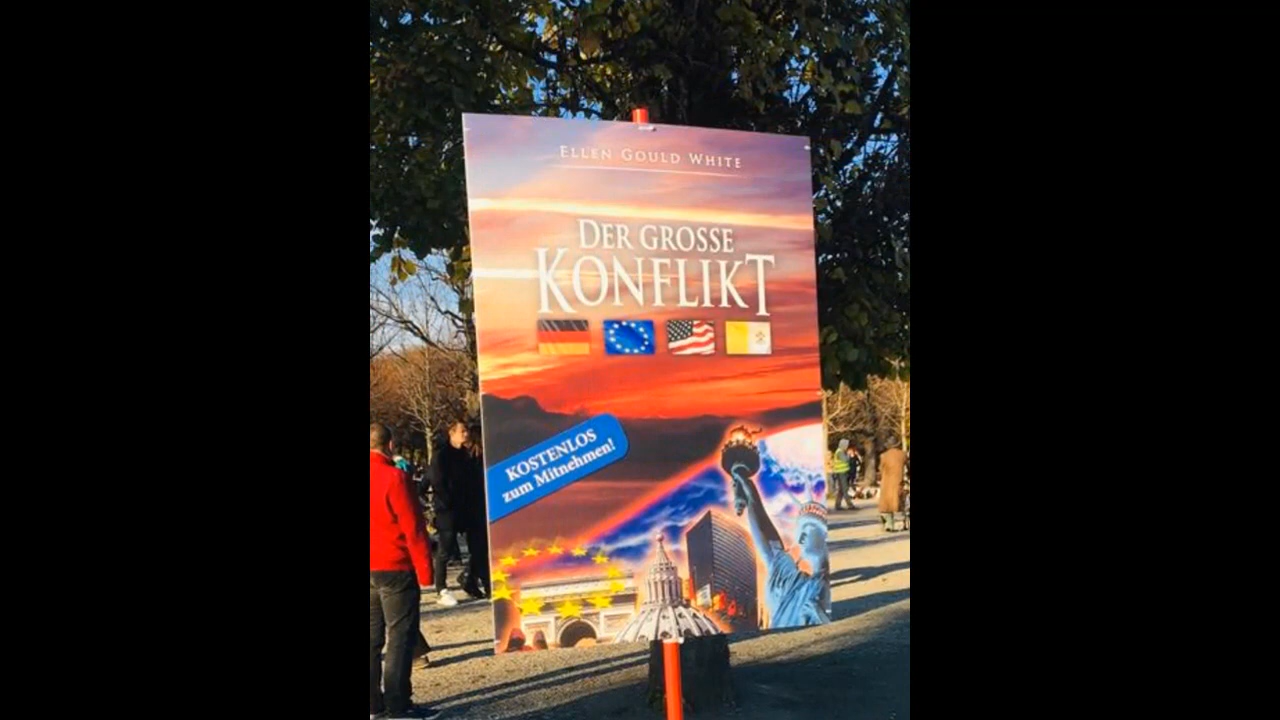 ELLEN GOULD WHITE
DER GROSSE
KONFLIKT
KOSTENLOS
zum Mitnehmen!